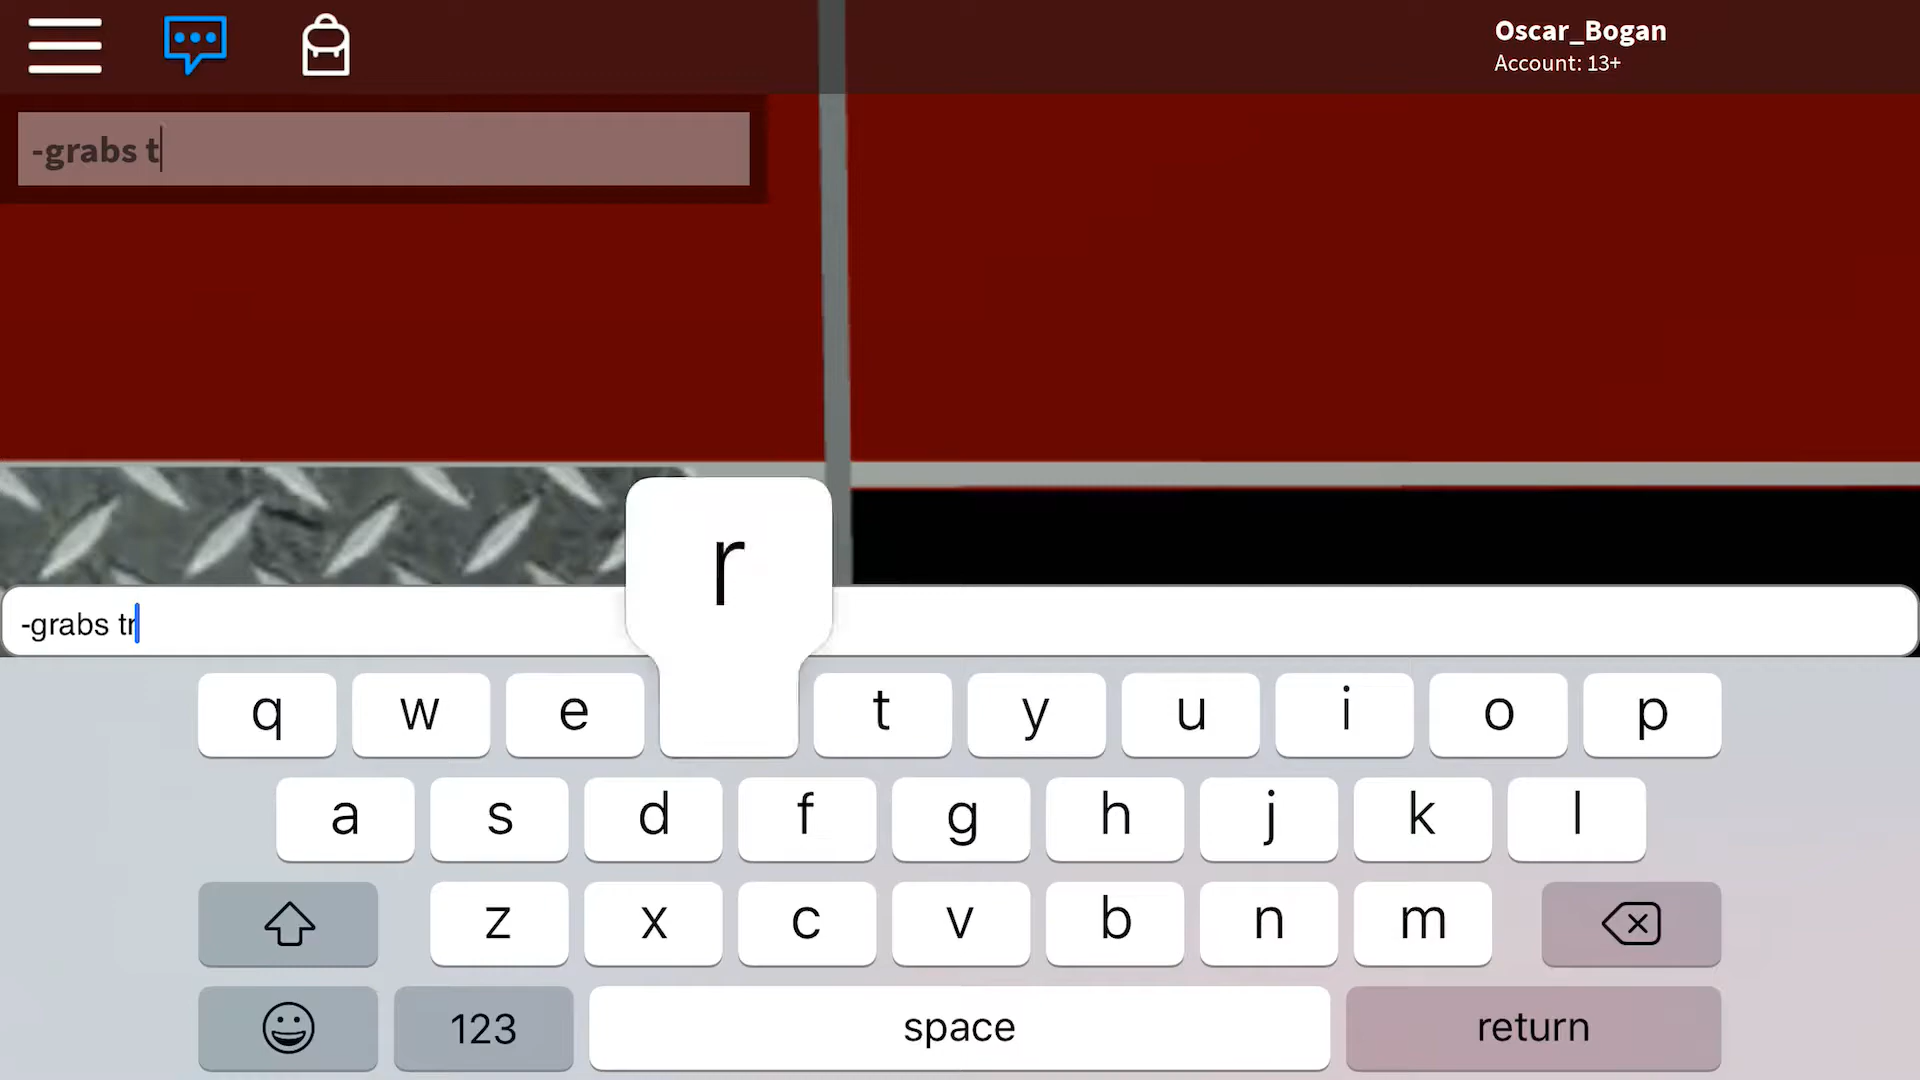 Oscar_Bogan
Account: 13+
-grabs t
r
-grabs tr
q w e t y u i o p
a s d f g h j k l
z x c v b n m
123 space return